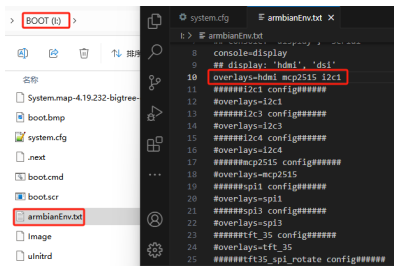 BOOT (I:)
排
名称
System.map-4.19.232-bigtree-
boot.bmp
system.cfg
.next
boot.cmd
boot.scr
armbianEnv.txt
Image
uInitrd
system.cfg
armbianEnv.txt
I: > armbianEnv.txt
8 console=display
9 ## display: 'hdmi', 'dsi'
10 overlays=hdmi mcp2515 i2c1
11 ######i2c1 config######
12 #overlays=i2c1
13 ######i2c3 config######
14 #overlays=i2c3
15 ######i2c4 config######
16 #overlays=i2c4
17 ######mcp2515 config######
18 #overlays=mcp2515
19 ######spi1 config######
20 #overlays=spi1
21 ######spi3 config######
22 #overlays=spi3
23 ######tft_35 config######
24 #overlays=tft_35
25 ######tft35_spi_rotate config######